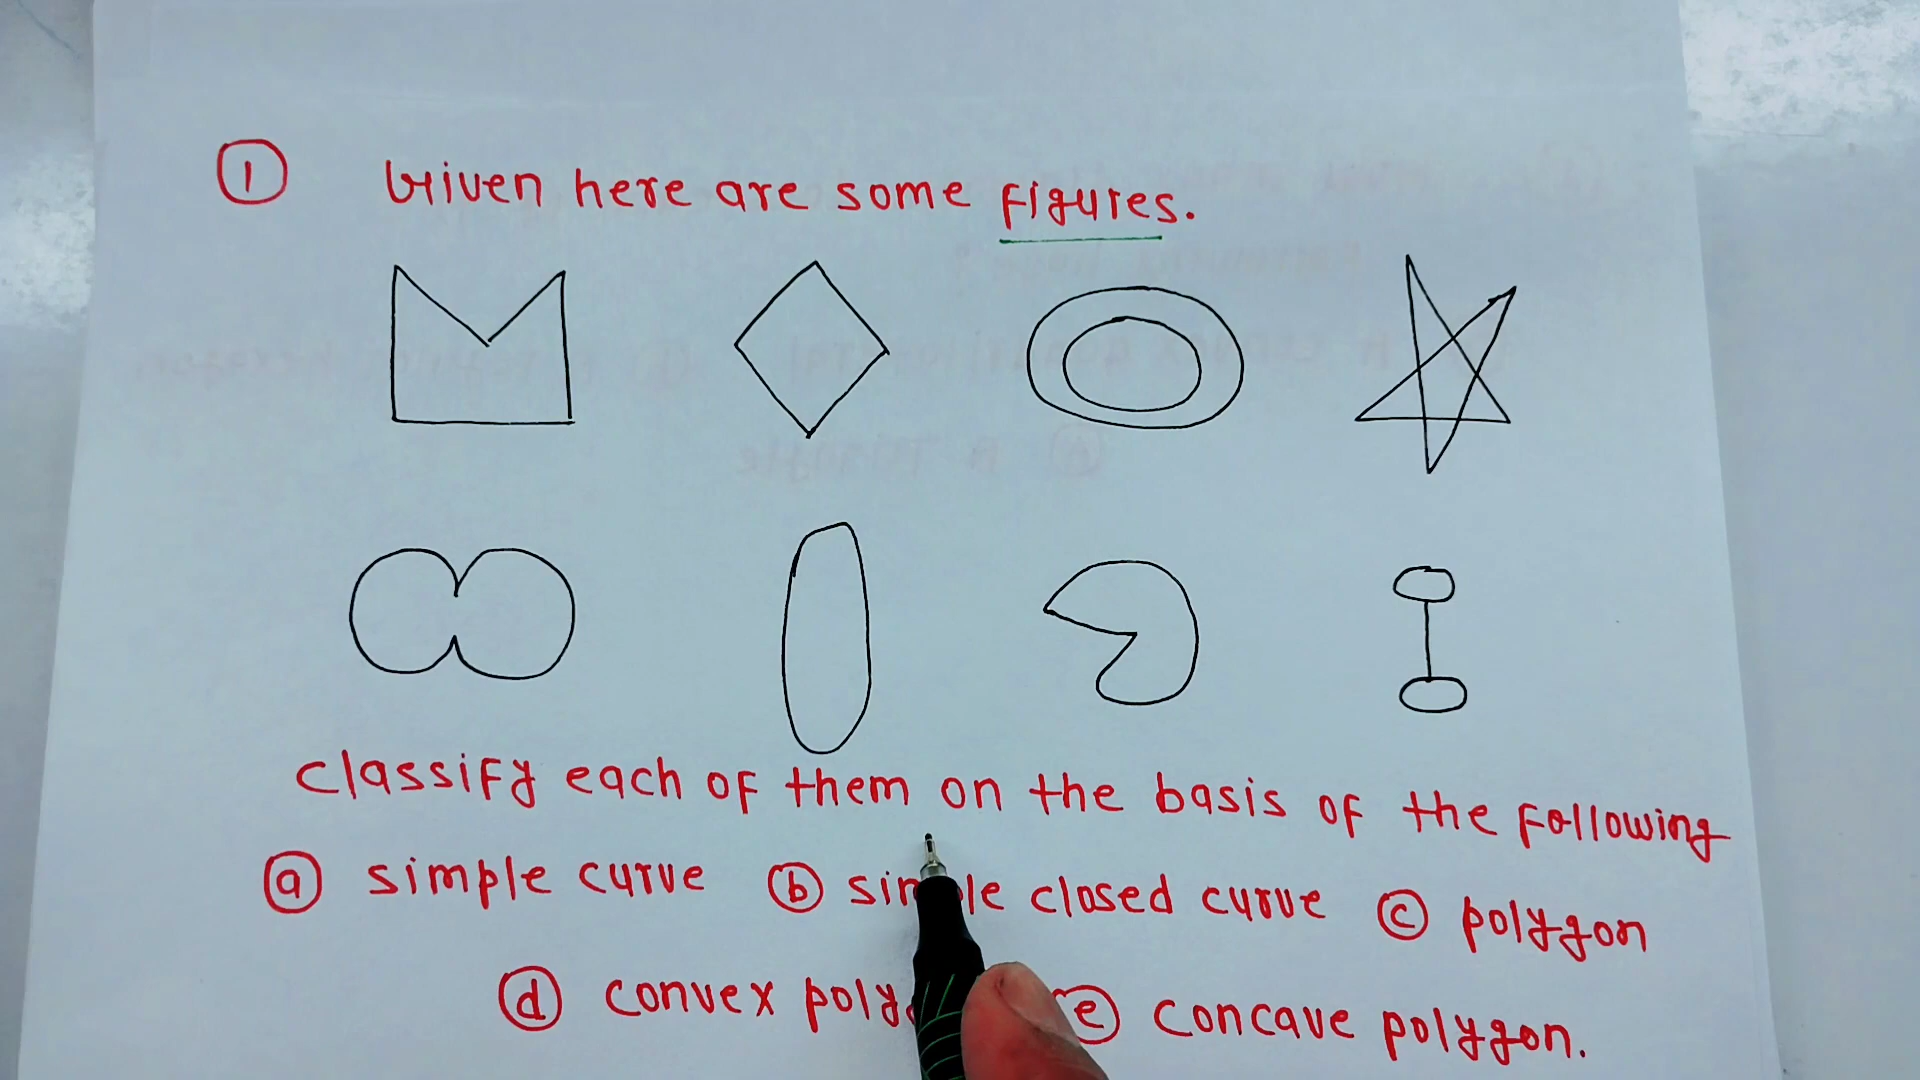 ① Given here are some figures.
classify each of them on the basis of the following
ⓐ simple curve ⓑ simple closed curve ⓒ polygon
ⓓ convex ⓔ concave polygon.